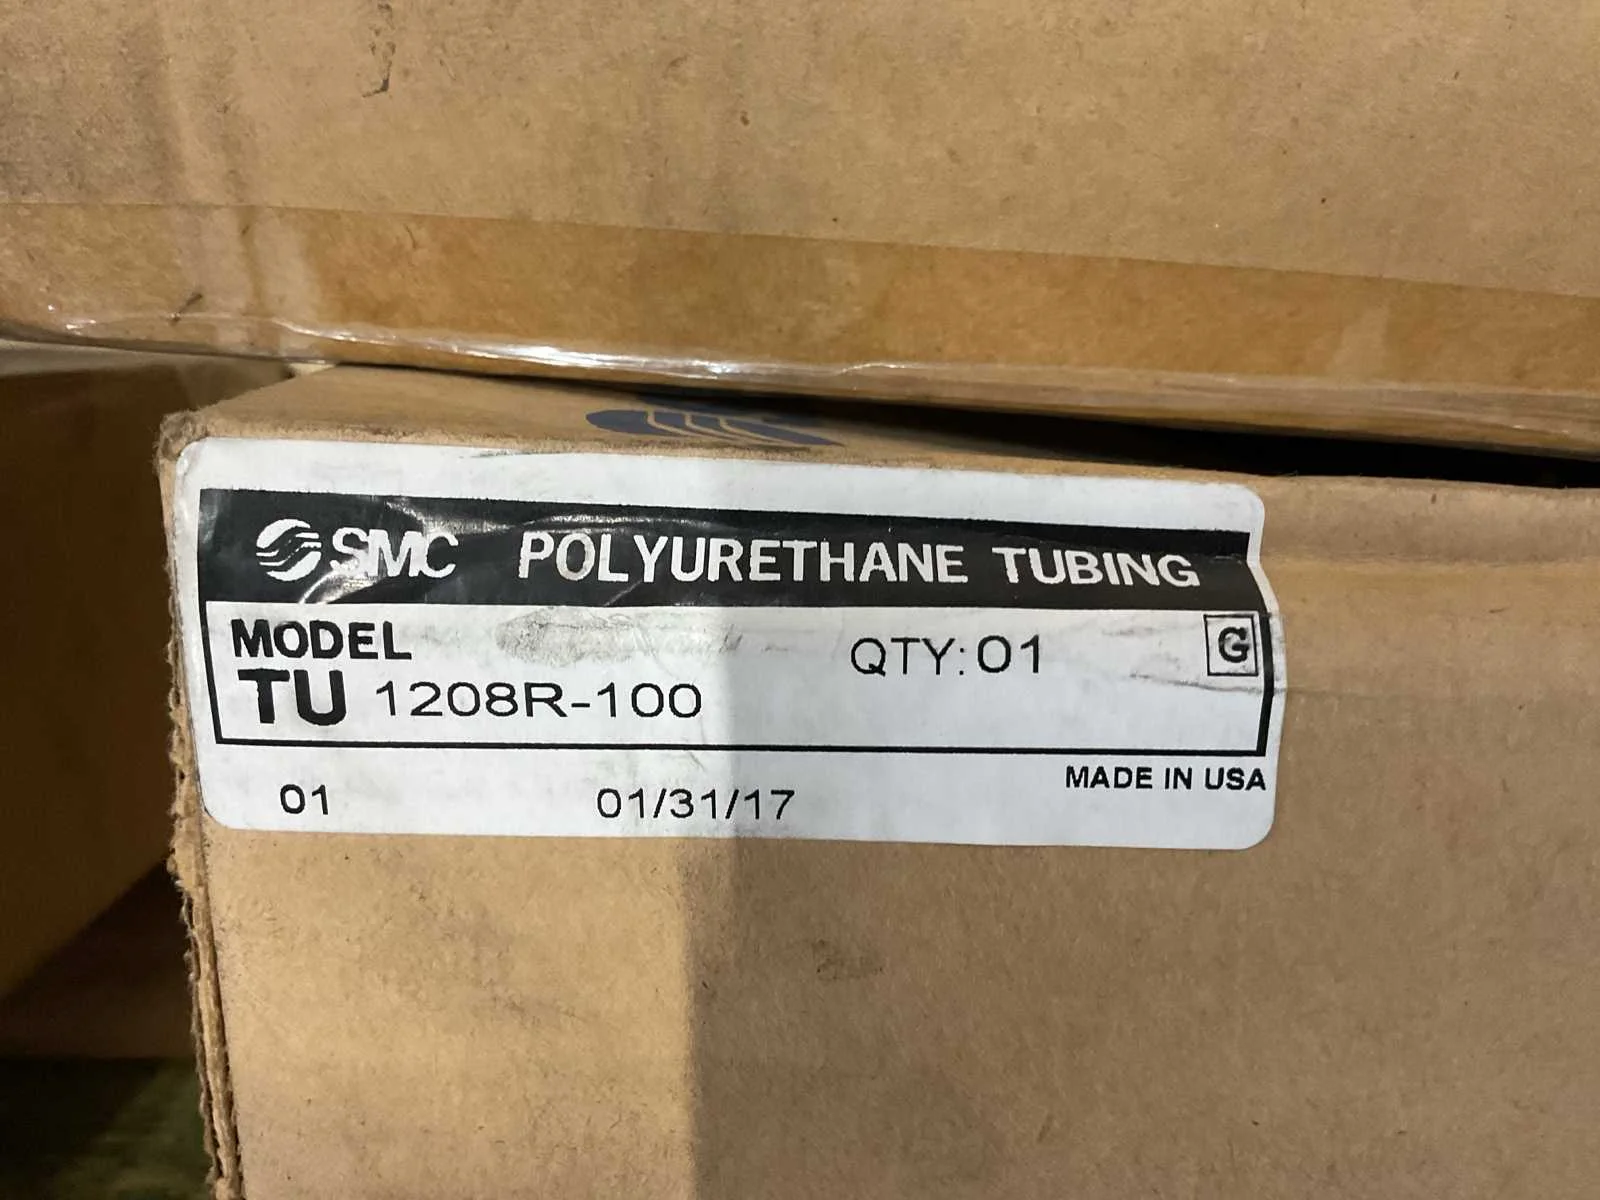 SMC POLYURETHANE TUBING
MODEL QTY:01 G
TU 1208R-100
MADE IN USA
01 01/31/17